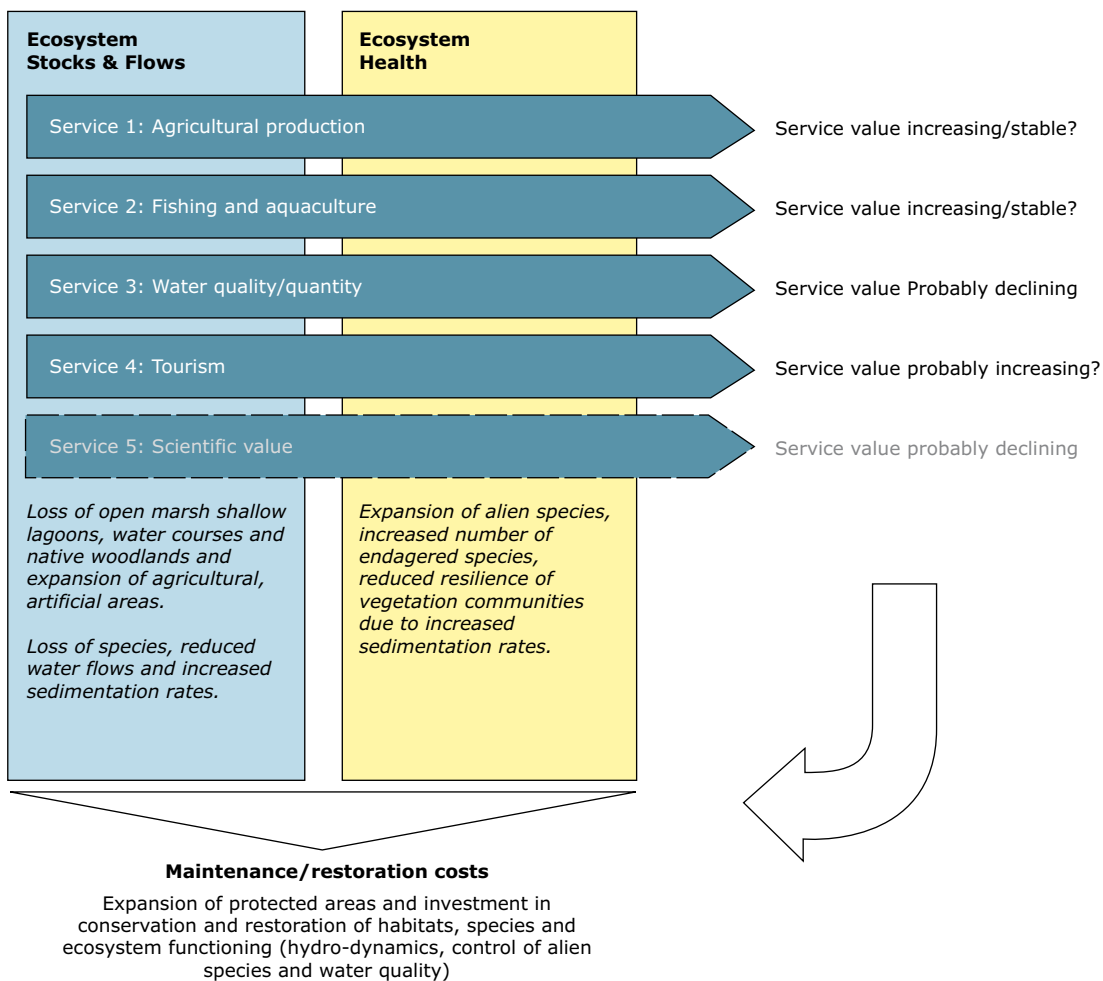 Ecosystem
Stocks & Flows
Ecosystem
Health
Service 1: Agricultural production
Service value increasing/stable?
Service 2: Fishing and aquaculture
Service value increasing/stable?
Service 3: Water quality/quantity
Service value Probably declining
Service 4: Tourism
Service value probably increasing?
Service 5: Scientific value
Service value probably declining
Loss of open marsh shallow
lagoons, water courses and
native woodlands and
expansion of agricultural,
artificial areas.
Loss of species, reduced
water flows and increased
sedimentation rates.
Expansion of alien species,
increased number of
endagered species,
reduced resilience of
vegetation communities
due to increased
sedimentation rates.
Maintenance/restoration costs
Expansion of protected areas and investment in
conservation and restoration of habitats, species and
ecosystem functioning (hydro-dynamics, control of alien
species and water quality)